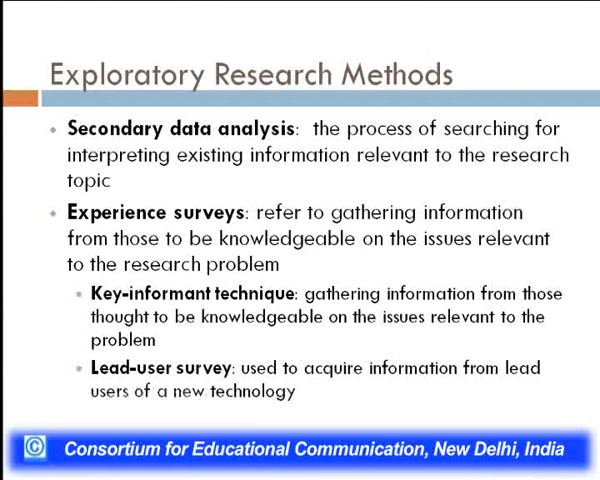 Exploratory Research Methods
Secondary data analysis: the process of searching for
interpreting existing information relevant to the research
topic
Experience surveys: refer to gathering information
from those to be knowledgeable on the issues relevant
to the research problem
Key-informant technique: gathering information from those
thought to be knowledgeable on the issues relevant to the
problem
Lead-user survey: used to acquire information from lead
users of a new technology
© Consortium for Educational Communication, New Delhi, India